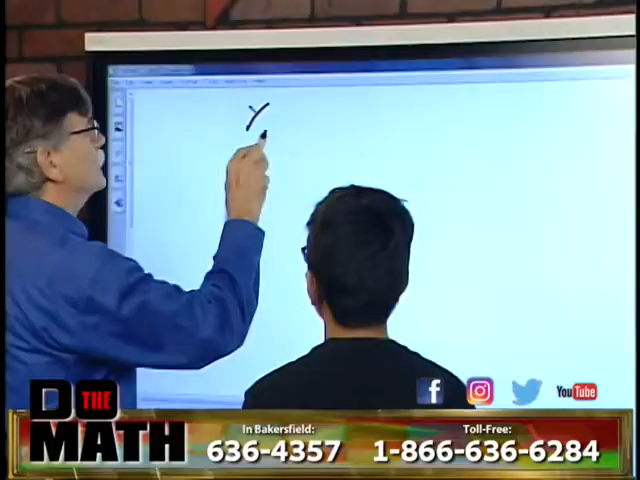 x
DO THE
MATH
In Bakersfield:
636-4357
Toll-Free:
1-866-636-6284
f
YouTube